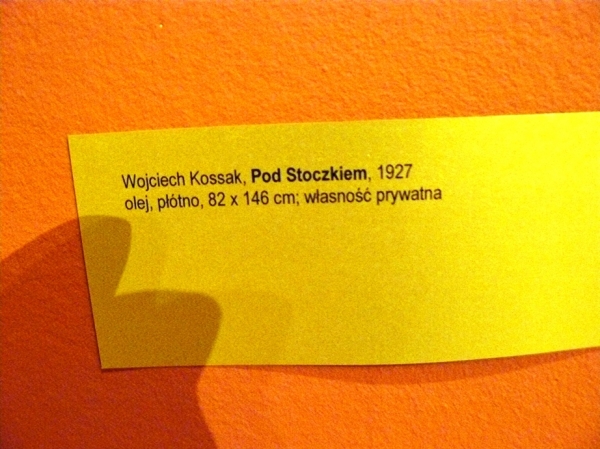 Wojciech Kossak, Pod Stoczkiem, 1927
olej, płótno, 82 x 146 cm; własność prywatna